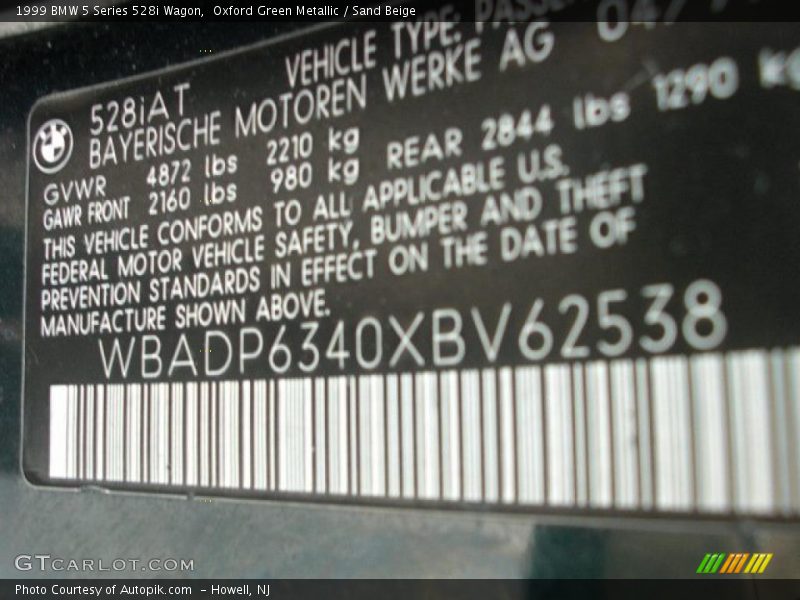 1999 BMW 5 Series 528i Wagon,  Oxford Green Metallic / Sand Beige
VEHICLE TYPE:
528iAT
BAYERISCHE MOTOREN WERKE AG
GVWR 4872 lbs 2210 kg
GAWR FRONT 2160 lbs 980 kg REAR 2844 lbs 1290 kg
THIS VEHICLE CONFORMS TO ALL APPLICABLE U.S.
FEDERAL MOTOR VEHICLE SAFETY, BUMPER AND THEFT
PREVENTION STANDARDS IN EFFECT ON THE DATE OF
MANUFACTURE SHOWN ABOVE.
WBADP6340XBV62538
GTCARLOT.COM
Photo Courtesy of Autopik.com  – Howell, NJ